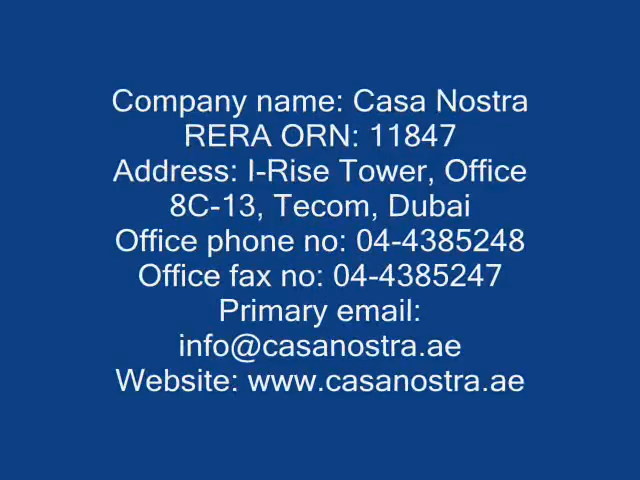 Company name: Casa Nostra
RERA ORN: 11847
Address: I-Rise Tower, Office
8C-13, Tecom, Dubai
Office phone no: 04-4385248
Office fax no: 04-4385247
Primary email:
info@casanostra.ae
Website: www.casanostra.ae